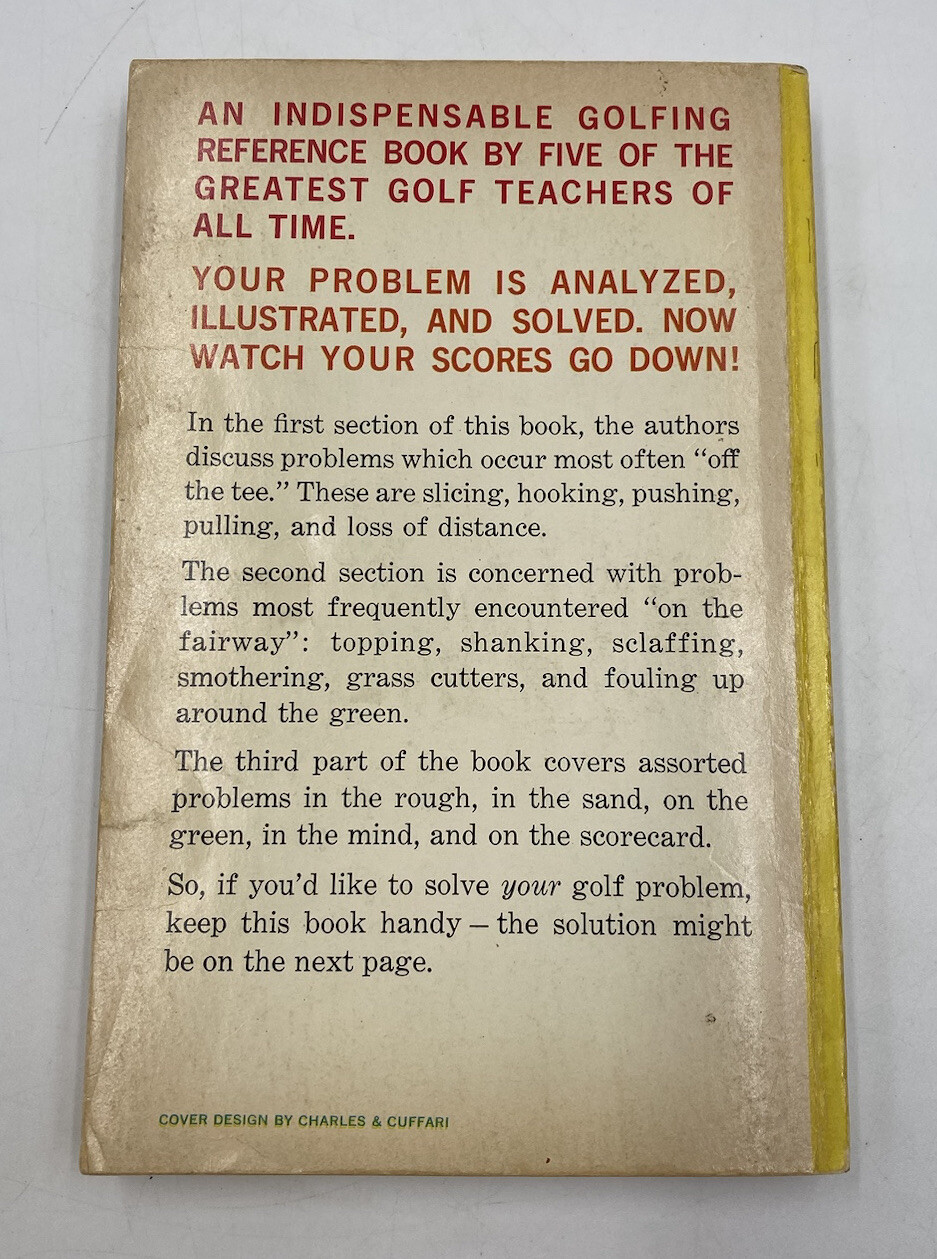 AN INDISPENSABLE GOLFING
REFERENCE BOOK BY FIVE OF THE
GREATEST GOLF TEACHERS OF
ALL TIME.
YOUR PROBLEM IS ANALYZED,
ILLUSTRATED, AND SOLVED. NOW
WATCH YOUR SCORES GO DOWN!
In the first section of this book, the authors
discuss problems which occur most often “off
the tee.” These are slicing, hooking, pushing,
pulling, and loss of distance.
The second section is concerned with prob-
lems most frequently encountered “on the
fairway”: topping, shanking, sclaffing,
smothering, grass cutters, and fouling up
around the green.
The third part of the book covers assorted
problems in the rough, in the sand, on the
green, in the mind, and on the scorecard.
So, if you’d like to solve your golf problem,
keep this book handy – the solution might
be on the next page.
COVER DESIGN BY CHARLES & CUFFARI